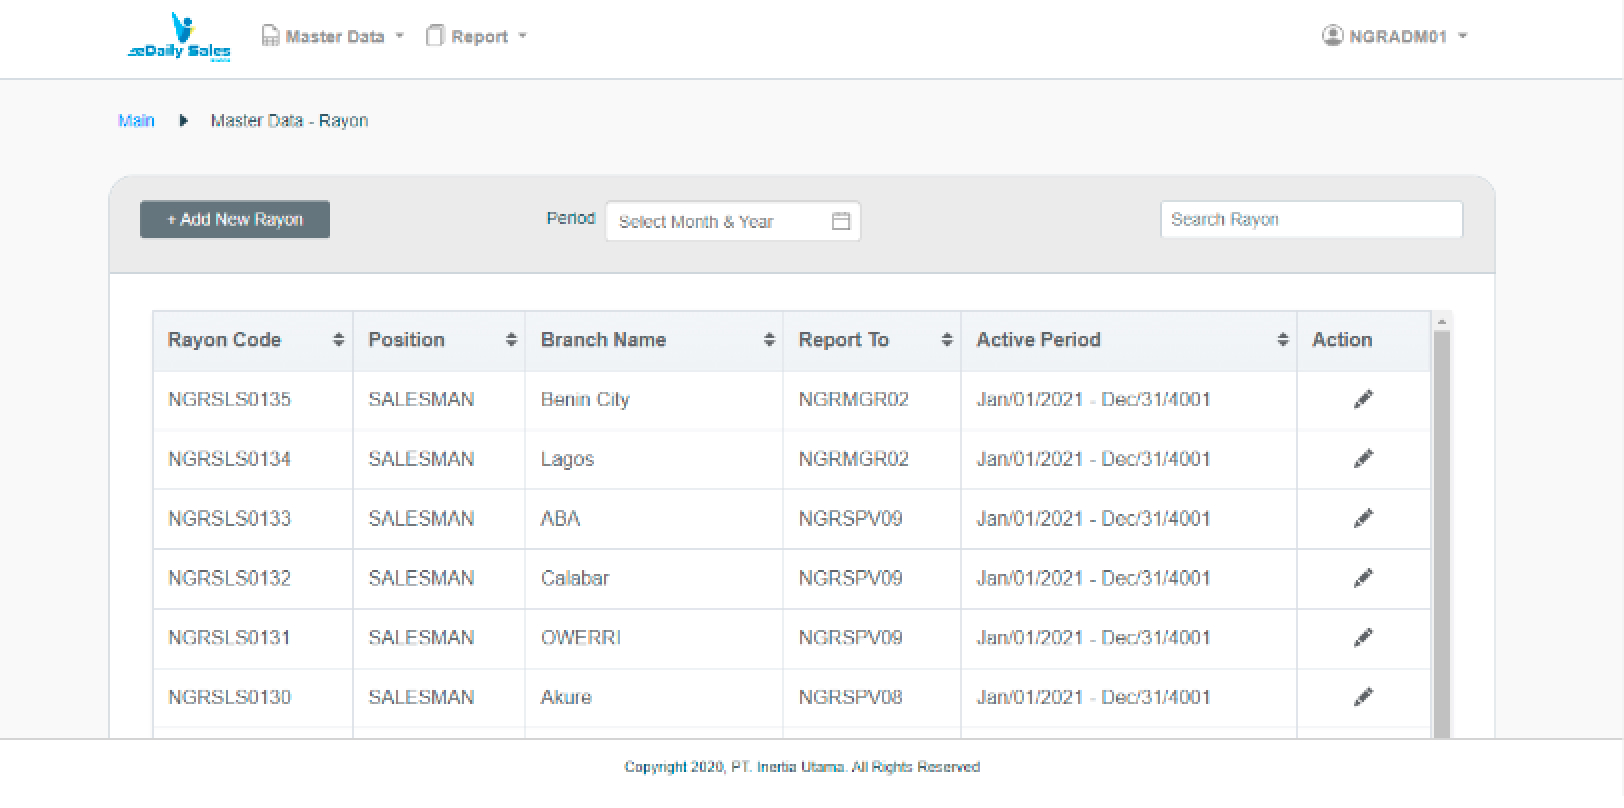 eDaily Sales
Master Data
Report
NGRADM01
Main
Master Data - Rayon
+ Add New Rayon
Period
Select Month & Year
Search Rayon
Rayon Code Position Branch Name Report To Active Period Action
NGRSLS0135 SALESMAN Benin City NGRMGR02 Jan/01/2021 - Dec/31/4001
NGRSLS0134 SALESMAN Lagos NGRMGR02 Jan/01/2021 - Dec/31/4001
NGRSLS0133 SALESMAN ABA NGRSPV09 Jan/01/2021 - Dec/31/4001
NGRSLS0132 SALESMAN Calabar NGRSPV09 Jan/01/2021 - Dec/31/4001
NGRSLS0131 SALESMAN OWERRI NGRSPV09 Jan/01/2021 - Dec/31/4001
NGRSLS0130 SALESMAN Akure NGRSPV08 Jan/01/2021 - Dec/31/4001
Copyright 2020, PT. Inertia Utama. All Rights Reserved